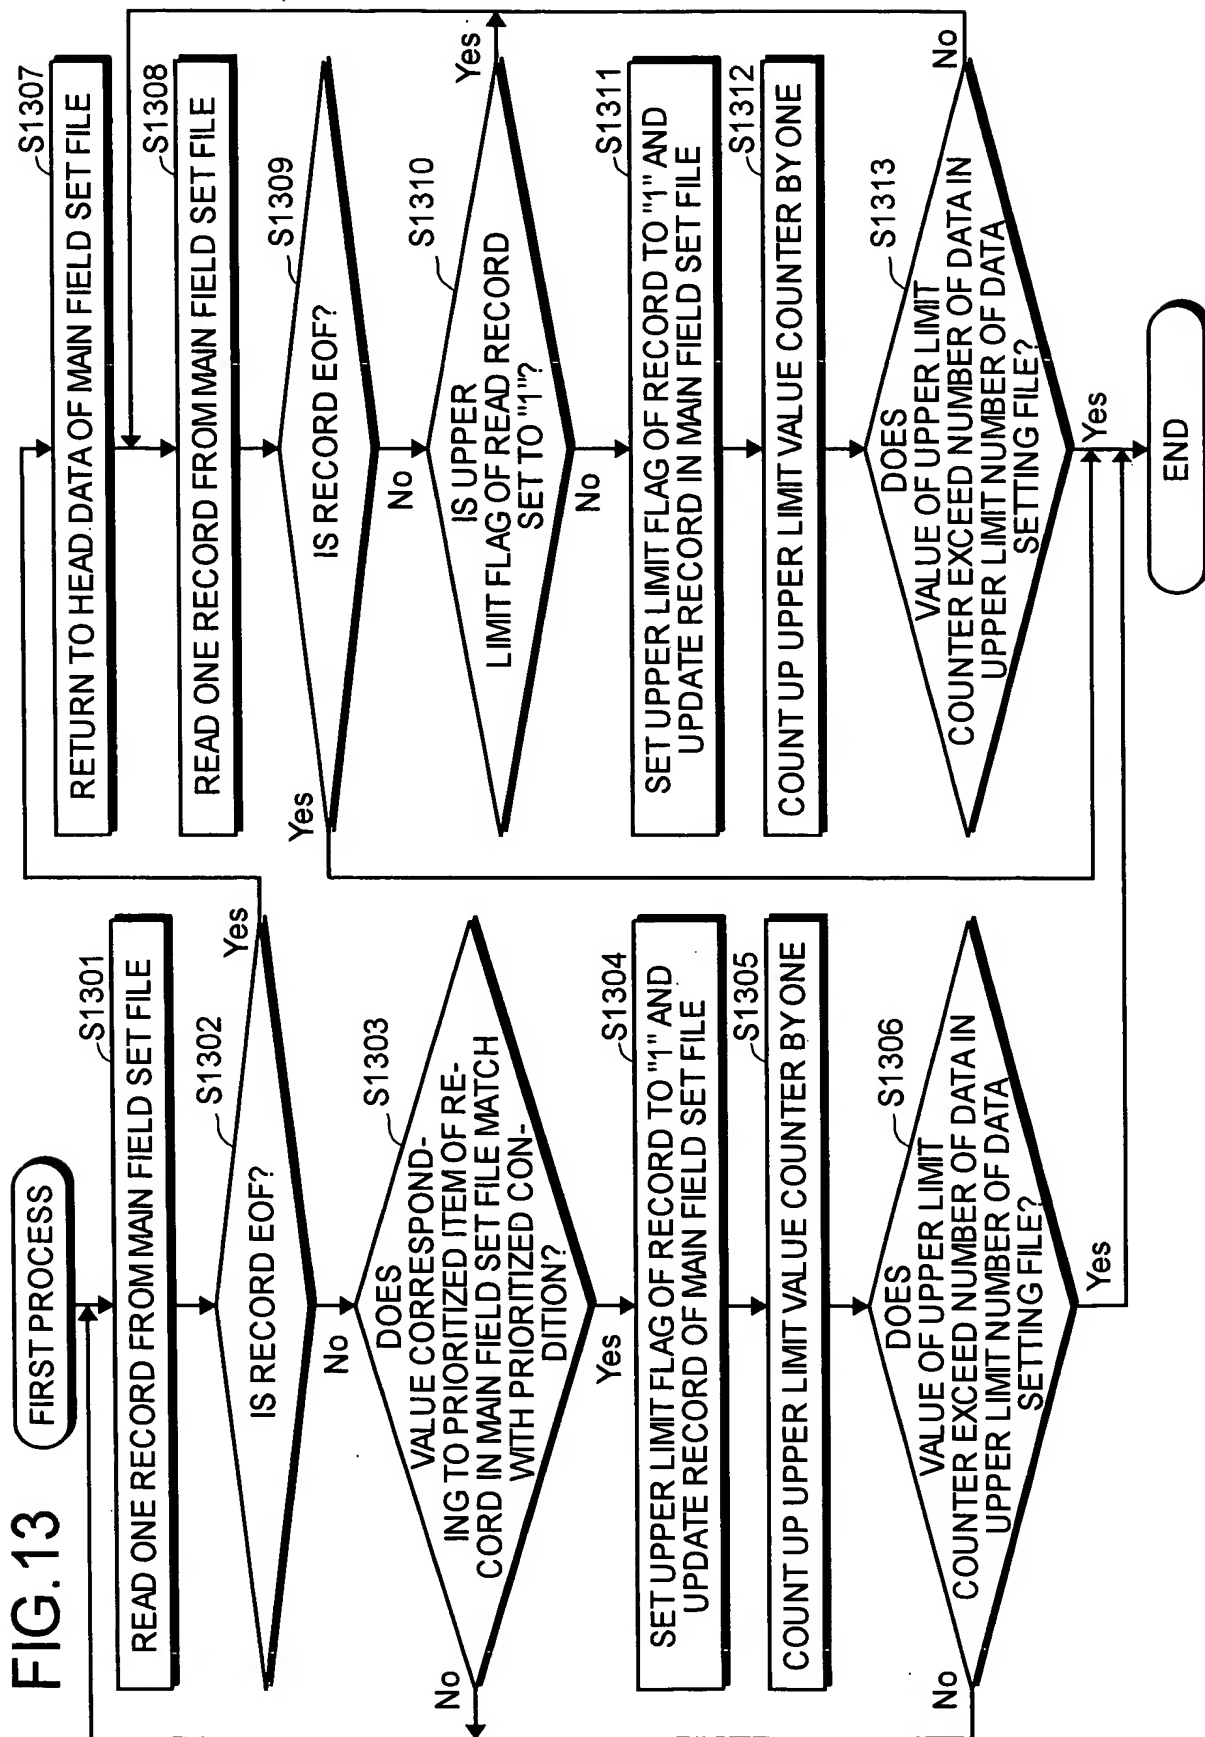 FIG.13
FIRST PROCESS
S1301
READ ONE RECORD FROM MAIN FIELD SET FILE
S1302
IS RECORD EOF?
Yes
No
S1303
DOES
VALUE CORRESPOND-
ING TO PRIORITIZED ITEM OF RE-
CORD IN MAIN FIELD SET FILE MATCH
WITH PRIORITIZED CON-
DITION?
No
Yes
S1304
SET UPPER LIMIT FLAG OF RECORD TO "1" AND
UPDATE RECORD OF MAIN FIELD SET FILE
S1305
COUNT UP UPPER LIMIT VALUE COUNTER BY ONE
S1306
DOES
VALUE OF UPPER LIMIT
COUNTER EXCEED NUMBER OF DATA IN
UPPER LIMIT NUMBER OF DATA
SETTING FILE?
No
Yes
S1307
RETURN TO HEAD DATA OF MAIN FIELD SET FILE
S1308
READ ONE RECORD FROM MAIN FIELD SET FILE
S1309
IS RECORD EOF?
Yes
No
S1310
IS UPPER
LIMIT FLAG OF READ RECORD
SET TO "1"?
Yes
No
S1311
SET UPPER LIMIT FLAG OF RECORD TO "1" AND
UPDATE RECORD IN MAIN FIELD SET FILE
S1312
COUNT UP UPPER LIMIT VALUE COUNTER BY ONE
S1313
DOES
VALUE OF UPPER LIMIT
COUNTER EXCEED NUMBER OF DATA IN
UPPER LIMIT NUMBER OF DATA
SETTING FILE?
No
Yes
END